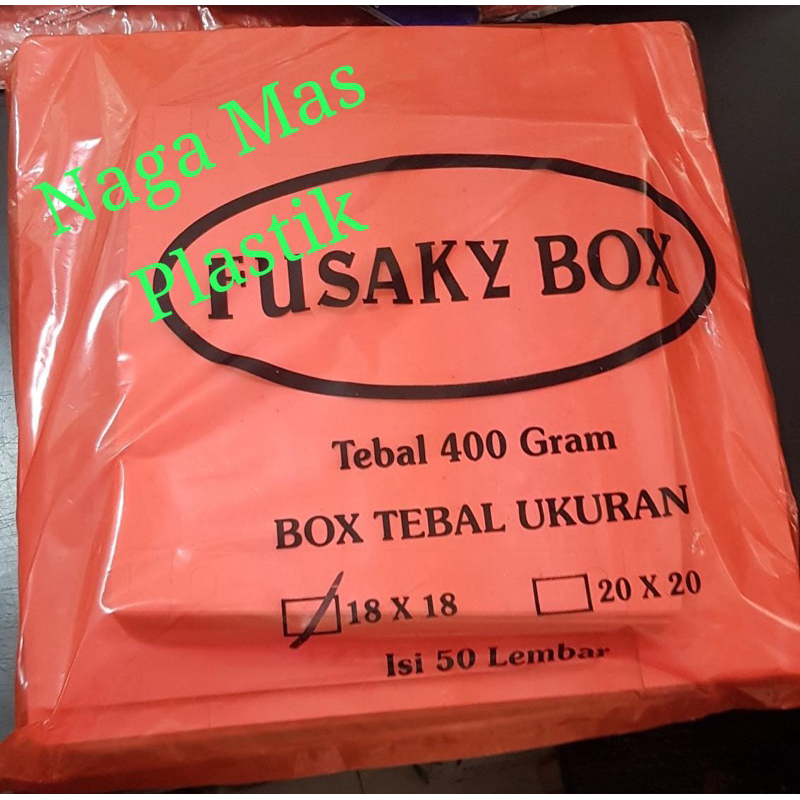 Naga Mas
Plastik
FUSAKY BOX
Tebal 400 Gram
BOX TEBAL UKURAN
18 X 18 20 X 20
Isi 50 Lembar